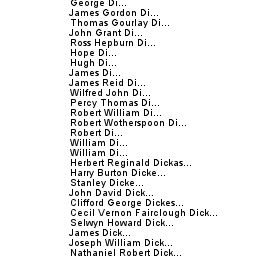 George Di...
James Gordon Di...
Thomas Gourlay Di...
John Grant Di...
Ross Hepburn Di...
Hope Di...
Hugh Di...
James Di...
James Reid Di...
Wilfred John Di...
Percy Thomas Di...
Robert William Di...
Robert Wotherspoon Di...
Robert Di...
William Di...
William Di...
Herbert Reginald Dickas...
Harry Burton Dicke...
Stanley Dicke...
John David Dick...
Clifford George Dickes...
Cecil Vernon Fairclough Dick...
Selwyn Howard Dick...
James Dick...
Joseph William Dick...
Nathaniel Robert Dick...